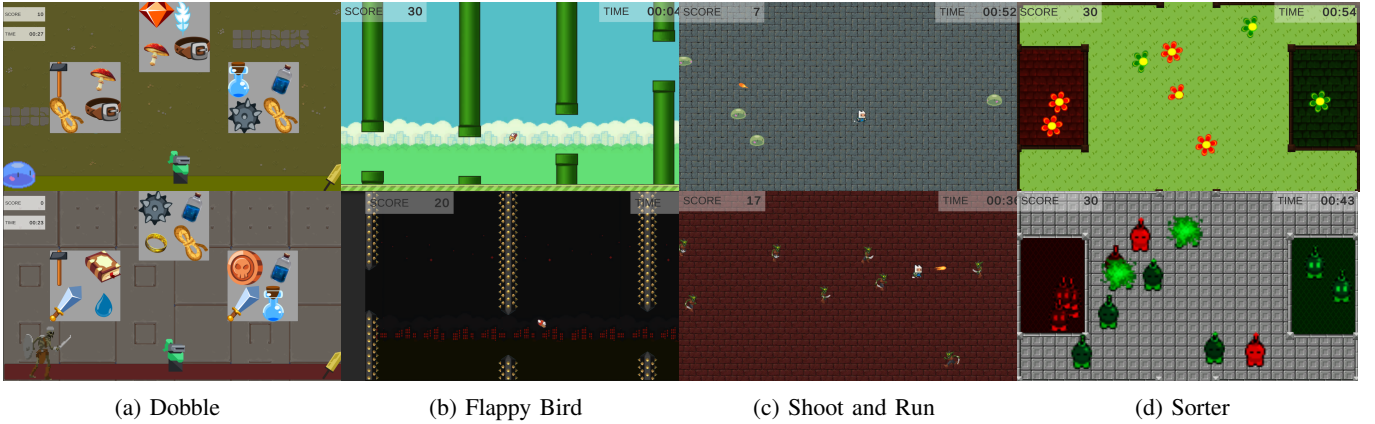 SCORE 10
TIME 00:27
SCORE 30 TIME 00:04
SCORE 7 TIME 00:52
SCORE 30 TIME 00:54
SCORE 0
TIME 00:23
SCORE 20 TIME
SCORE 17 TIME 00:36
SCORE 30 TIME 00:43
(a) Dobble (b) Flappy Bird (c) Shoot and Run (d) Sorter